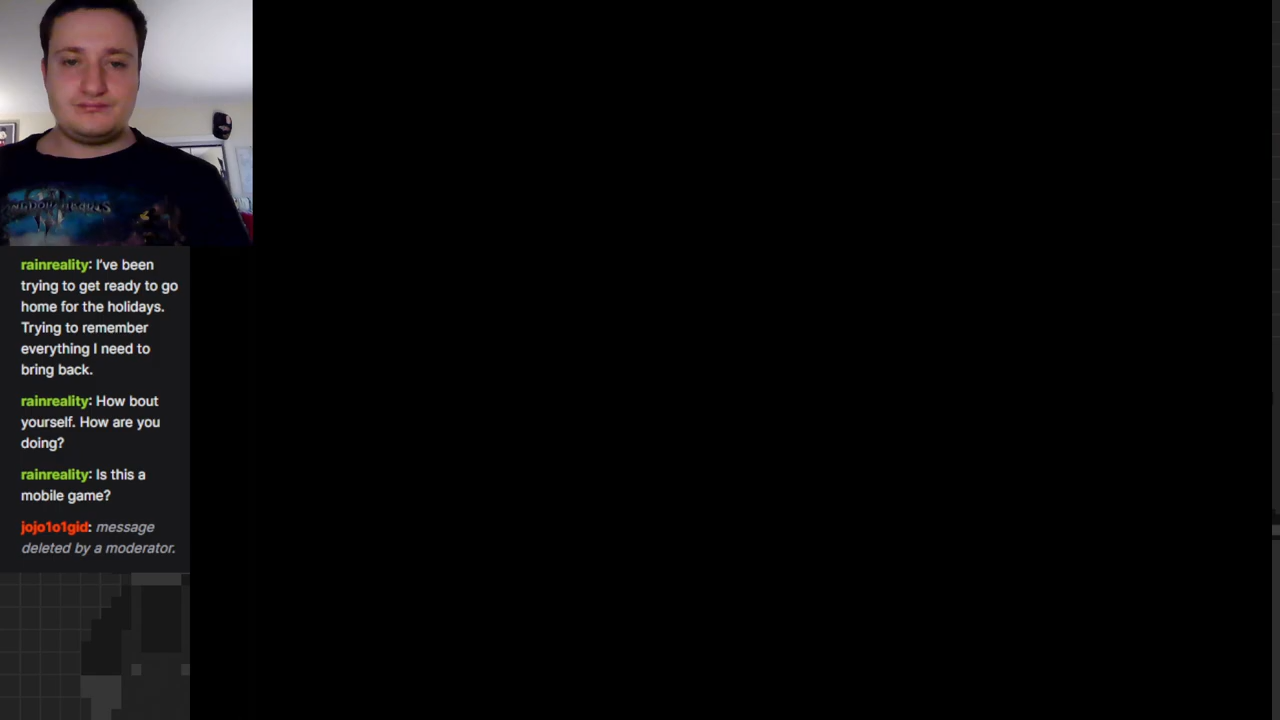 KINGDOM HEARTS
rainreality: I've been
trying to get ready to go
home for the holidays.
Trying to remember
everything I need to
bring back.
rainreality: How bout
yourself. How are you
doing?
rainreality: Is this a
mobile game?
jojo1o1gid: message
deleted by a moderator.